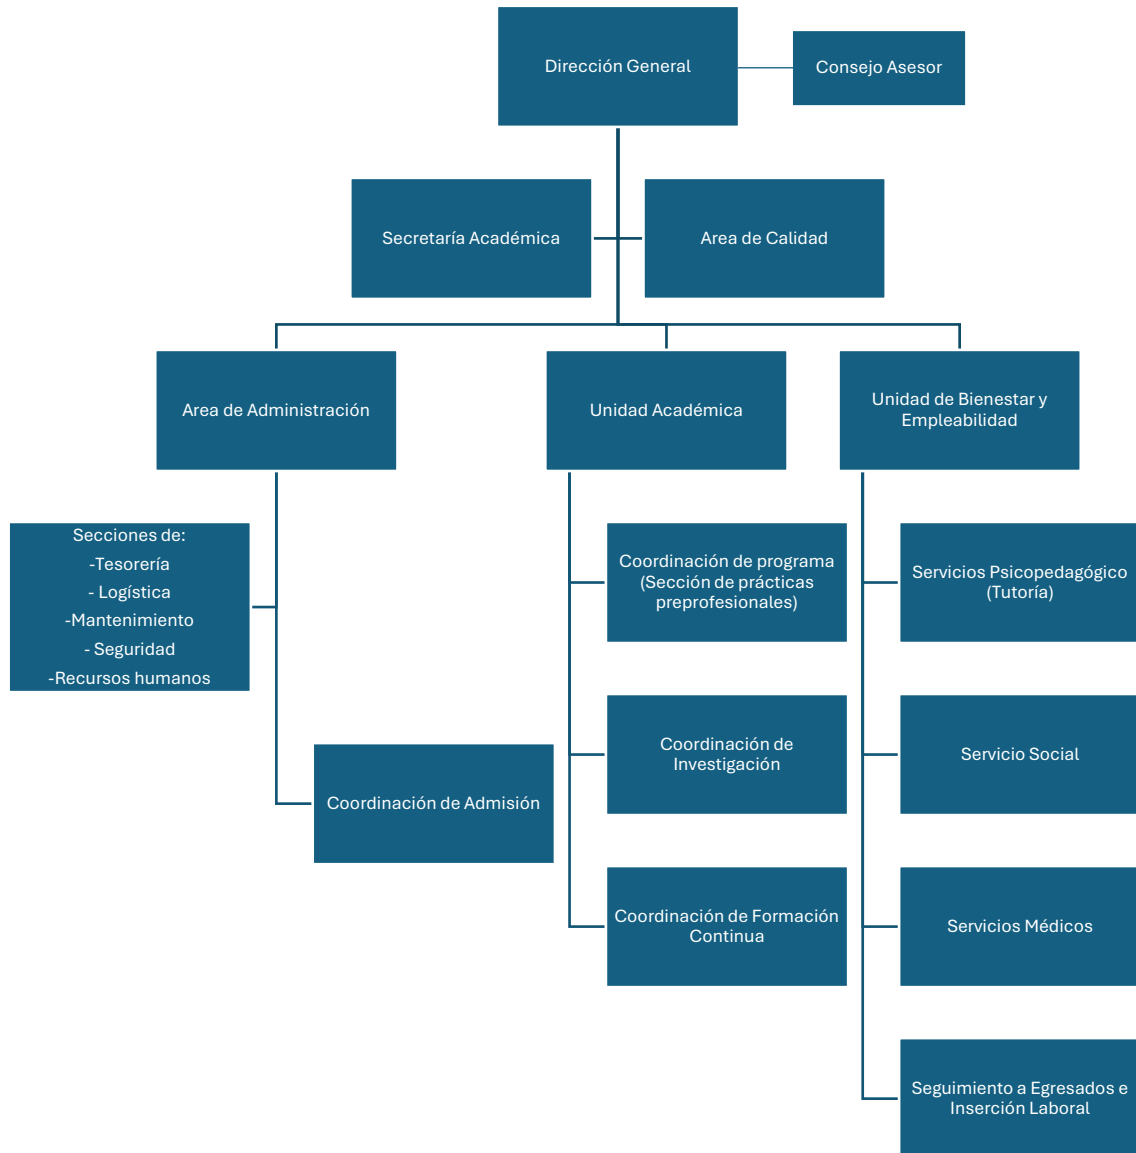 Dirección General
Consejo Asesor
Secretaría Académica
Area de Calidad
Area de Administración
Unidad Académica
Unidad de Bienestar y
Empleabilidad
Secciones de:
-Tesorería
- Logística
-Mantenimiento
- Seguridad
-Recursos humanos
Coordinación de Admisión
Coordinación de programa
(Sección de prácticas
preprofesionales)
Coordinación de
Investigación
Coordinación de Formación
Continua
Servicios Psicopedagógico
(Tutoría)
Servicio Social
Servicios Médicos
Seguimiento a Egresados e
Inserción Laboral